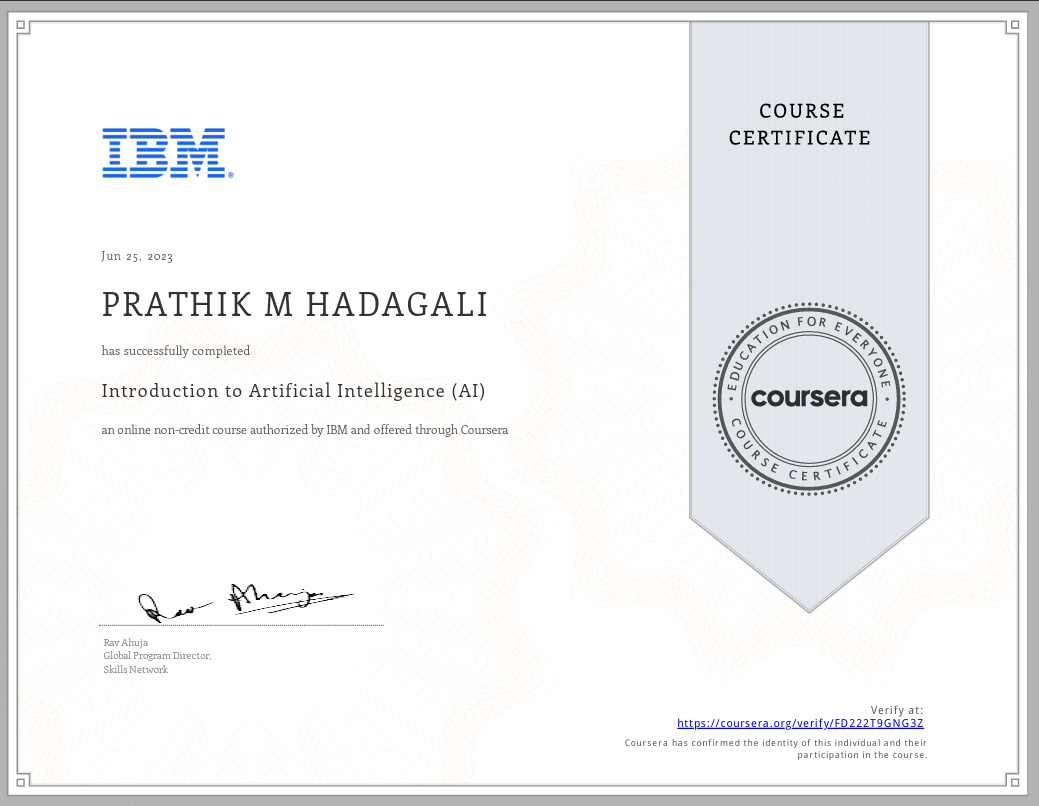 COURSE
CERTIFICATE
IBM®
Jun 25, 2023
PRATHIK M HADAGALI
has successfully completed
Introduction to Artificial Intelligence (AI)
an online non-credit course authorized by IBM and offered through Coursera
EDUCATION FOR EVERYONE
coursera
COURSE CERTIFICATE
Rav Ahuja
Rav Ahuja
Global Program Director,
Skills Network
Verify at:
https://coursera.org/verify/FD222T9GNG3Z
Coursera has confirmed the identity of this individual and their
participation in the course.